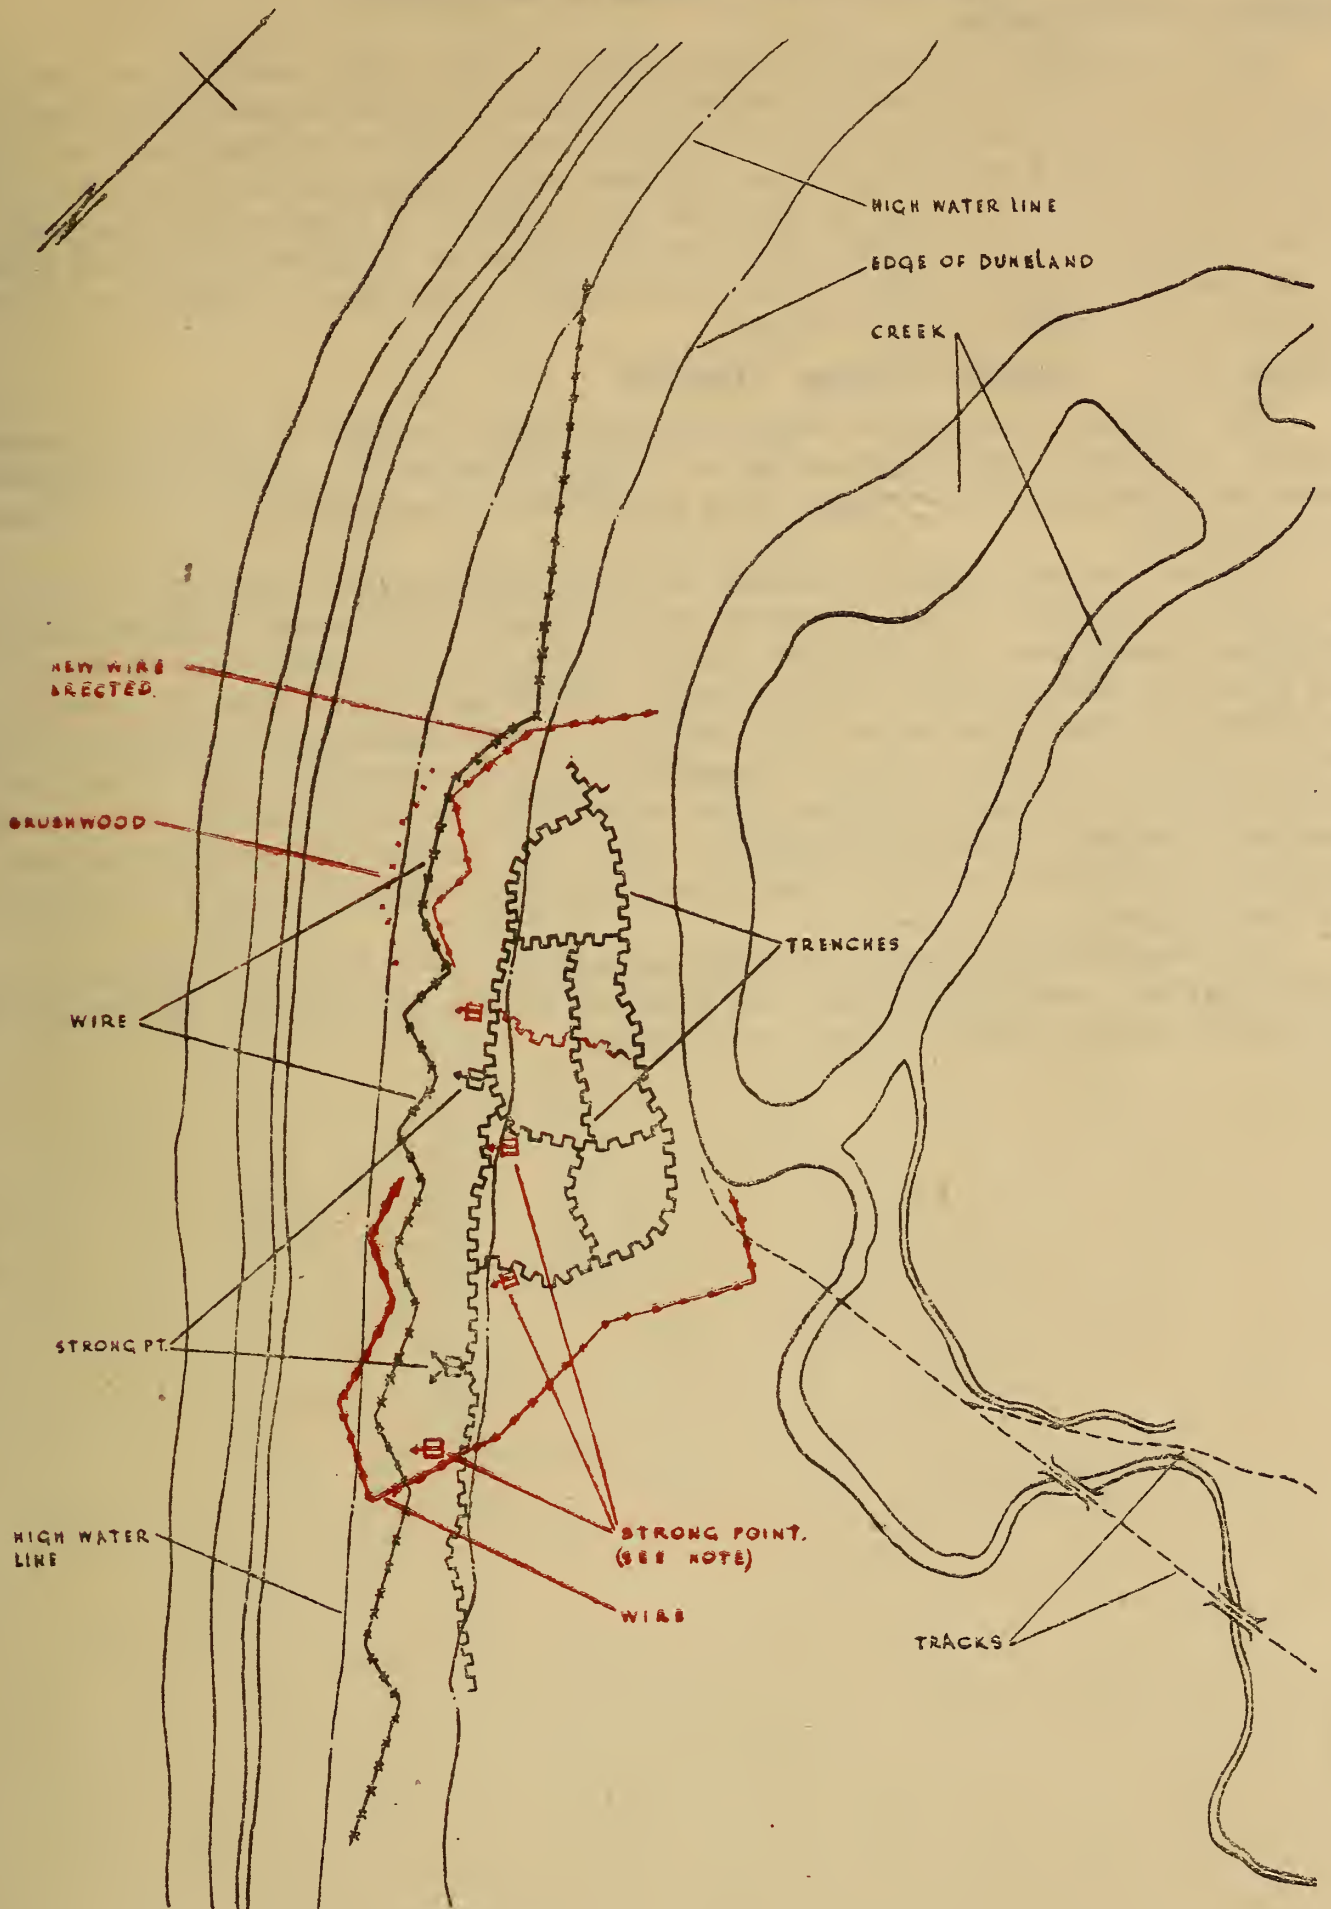 HIGH WATER LINE
EDGE OF DUNELAND
CREEK
NEW WIRE
ERECTED.
BRUSHWOOD
TRENCHES
WIRE
STRONG PT.
HIGH WATER
LINE
STRONG POINT.
(SEE NOTE)
WIRE
TRACKS